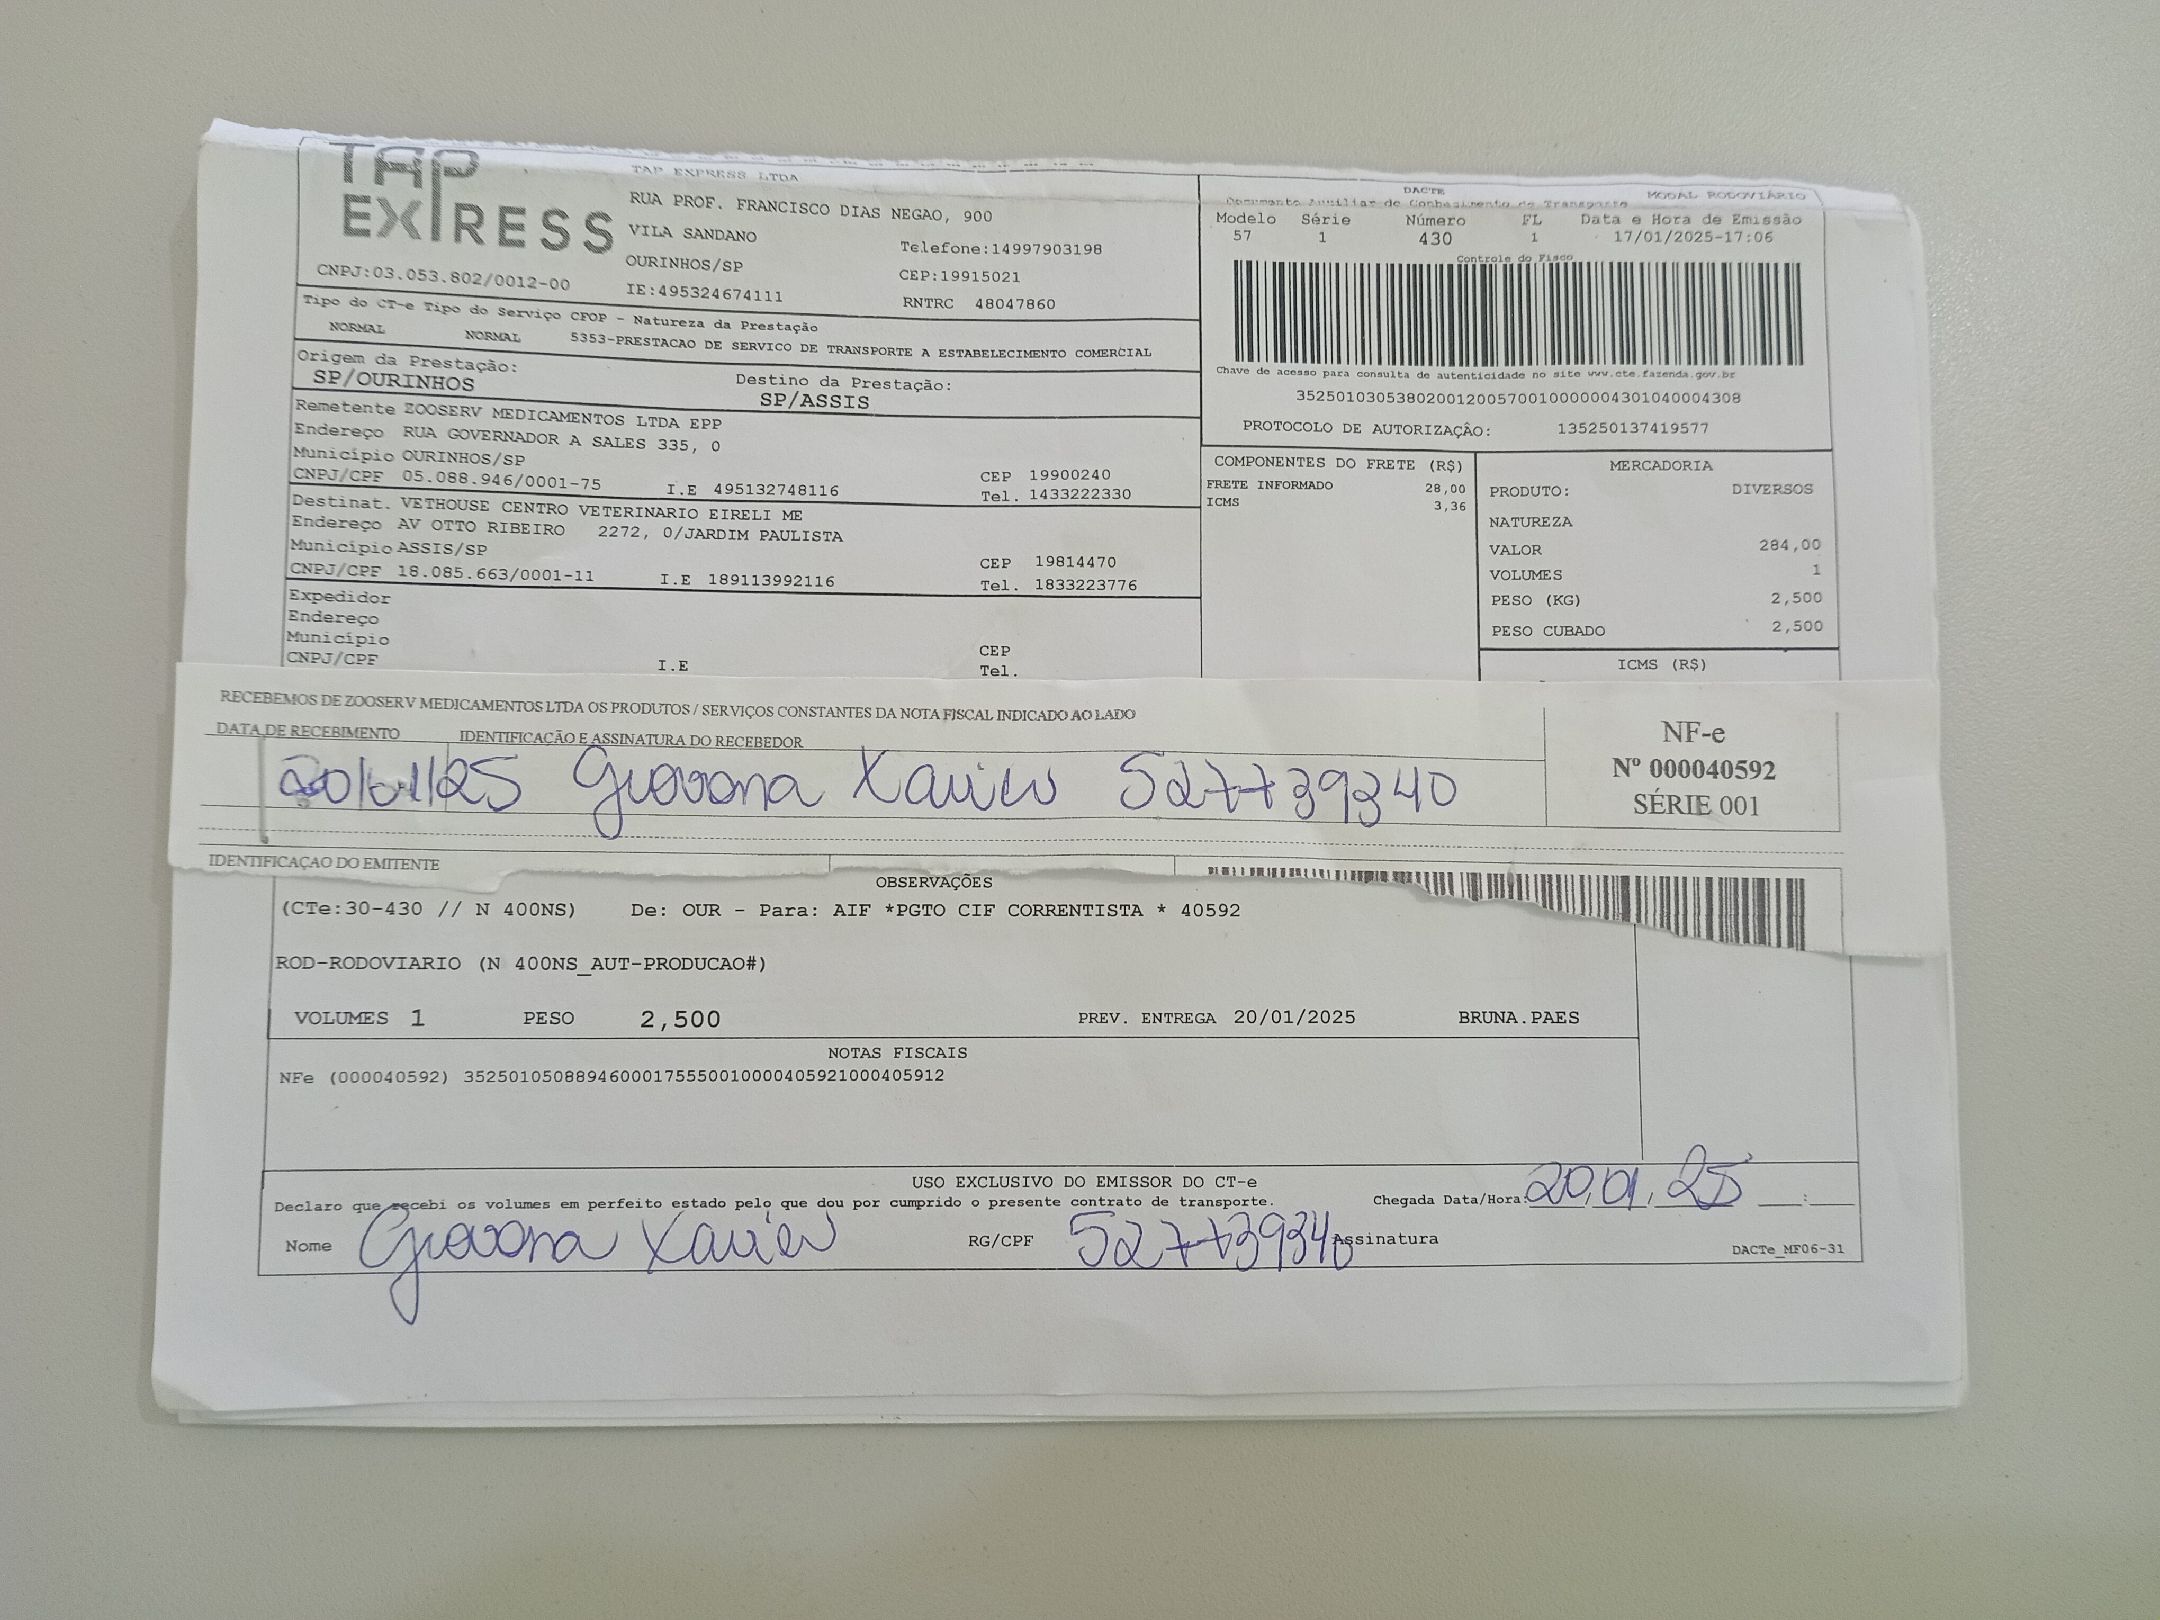 TAP
EXPRESS
TAP EXPRESS LTDA
RUA PROF. FRANCISCO DIAS NEGAO, 900
VILA SANDANO
Telefone:14997903198
OURINHOS/SP
CEP:19915021
CNPJ:03.053.802/0012-00
IE:495324674111
RNTRC 48047860
DACTE
MODAL RODOVIÁRIO
Documento Auxiliar de Conhecimento de Transporte
Modelo Série Número FL Data e Hora de Emissão
57 1 430 1 17/01/2025-17:06
Controle do Fisco
Chave de acesso para consulta de autenticidade no site www.cte.fazenda.gov.br
35250103053802001200570010000004301040004308
PROTOCOLO DE AUTORIZAÇÃO: 135250137419577
Tipo do CT-e Tipo do Serviço CFOP - Natureza da Prestação
NORMAL NORMAL 5353-PRESTACAO DE SERVICO DE TRANSPORTE A ESTABELECIMENTO COMERCIAL
Origem da Prestação: Destino da Prestação:
SP/OURINHOS SP/ASSIS
Remetente ZOOSERV MEDICAMENTOS LTDA EPP
Endereço RUA GOVERNADOR A SALES 335, 0
Município OURINHOS/SP CEP 19900240
CNPJ/CPF 05.088.946/0001-75 I.E 495132748116 Tel. 1433222330
Destinat. VETHOUSE CENTRO VETERINARIO EIRELI ME
Endereço AV OTTO RIBEIRO 2272, 0/JARDIM PAULISTA
Município ASSIS/SP CEP 19814470
CNPJ/CPF 18.085.663/0001-11 I.E 189113992116 Tel. 1833223776
Expedidor
Endereço
Município CEP
CNPJ/CPF I.E Tel.
COMPONENTES DO FRETE (R$)
FRETE INFORMADO 28,00
ICMS 3,36
MERCADORIA
PRODUTO: DIVERSOS
NATUREZA
VALOR 284,00
VOLUMES 1
PESO (KG) 2,500
PESO CUBADO 2,500
ICMS (R$)
RECEBEMOS DE ZOOSERV MEDICAMENTOS LTDA OS PRODUTOS / SERVIÇOS CONSTANTES DA NOTA FISCAL INDICADO AO LADO
DATA DE RECEBIMENTO IDENTIFICAÇÃO E ASSINATURA DO RECEBEDOR
20/01/25 Giovana Xavier 527739340
NF-e
Nº 000040592
SÉRIE 001
IDENTIFICAÇAO DO EMITENTE
OBSERVAÇÕES
(CTe:30-430 // N 400NS) De: OUR - Para: AIF *PGTO CIF CORRENTISTA * 40592
ROD-RODOVIARIO (N 400NS_AUT-PRODUCAO#)
VOLUMES 1 PESO 2,500 PREV. ENTREGA 20/01/2025 BRUNA.PAES
NOTAS FISCAIS
NFe (000040592) 35250105088946000175550010000405921000405912
USO EXCLUSIVO DO EMISSOR DO CT-e
Declaro que recebi os volumes em perfeito estado pelo que dou por cumprido o presente contrato de transporte. Chegada Data/Hora: 20,01,25 __:__
Nome Giovana Xavier RG/CPF 527739340 Assinatura
DACTe_MF06-31